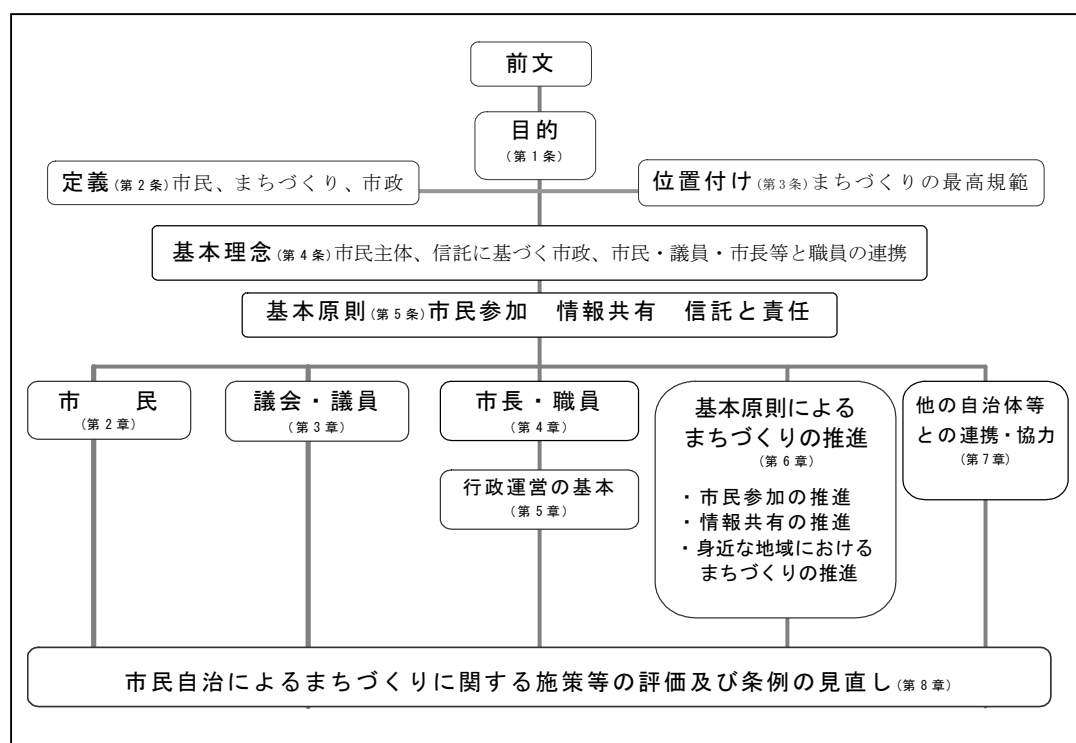 前文
目的
(第1条)
定義(第2条)市民、まちづくり、市政
位置付け(第3条)まちづくりの最高規範
基本理念(第4条)市民主体、信託に基づく市政、市民・議員・市長等と職員の連携
基本原則(第5条)市民参加　情報共有　信託と責任
市　　民
(第2章)
議会・議員
(第3章)
市長・職員
(第4章)
行政運営の基本
(第5章)
基本原則による
まちづくりの推進
(第6章)
・市民参加の推進
・情報共有の推進
・身近な地域における
まちづくりの推進
他の自治体等
との連携・協力
(第7章)
市民自治によるまちづくりに関する施策等の評価及び条例の見直し(第8章)